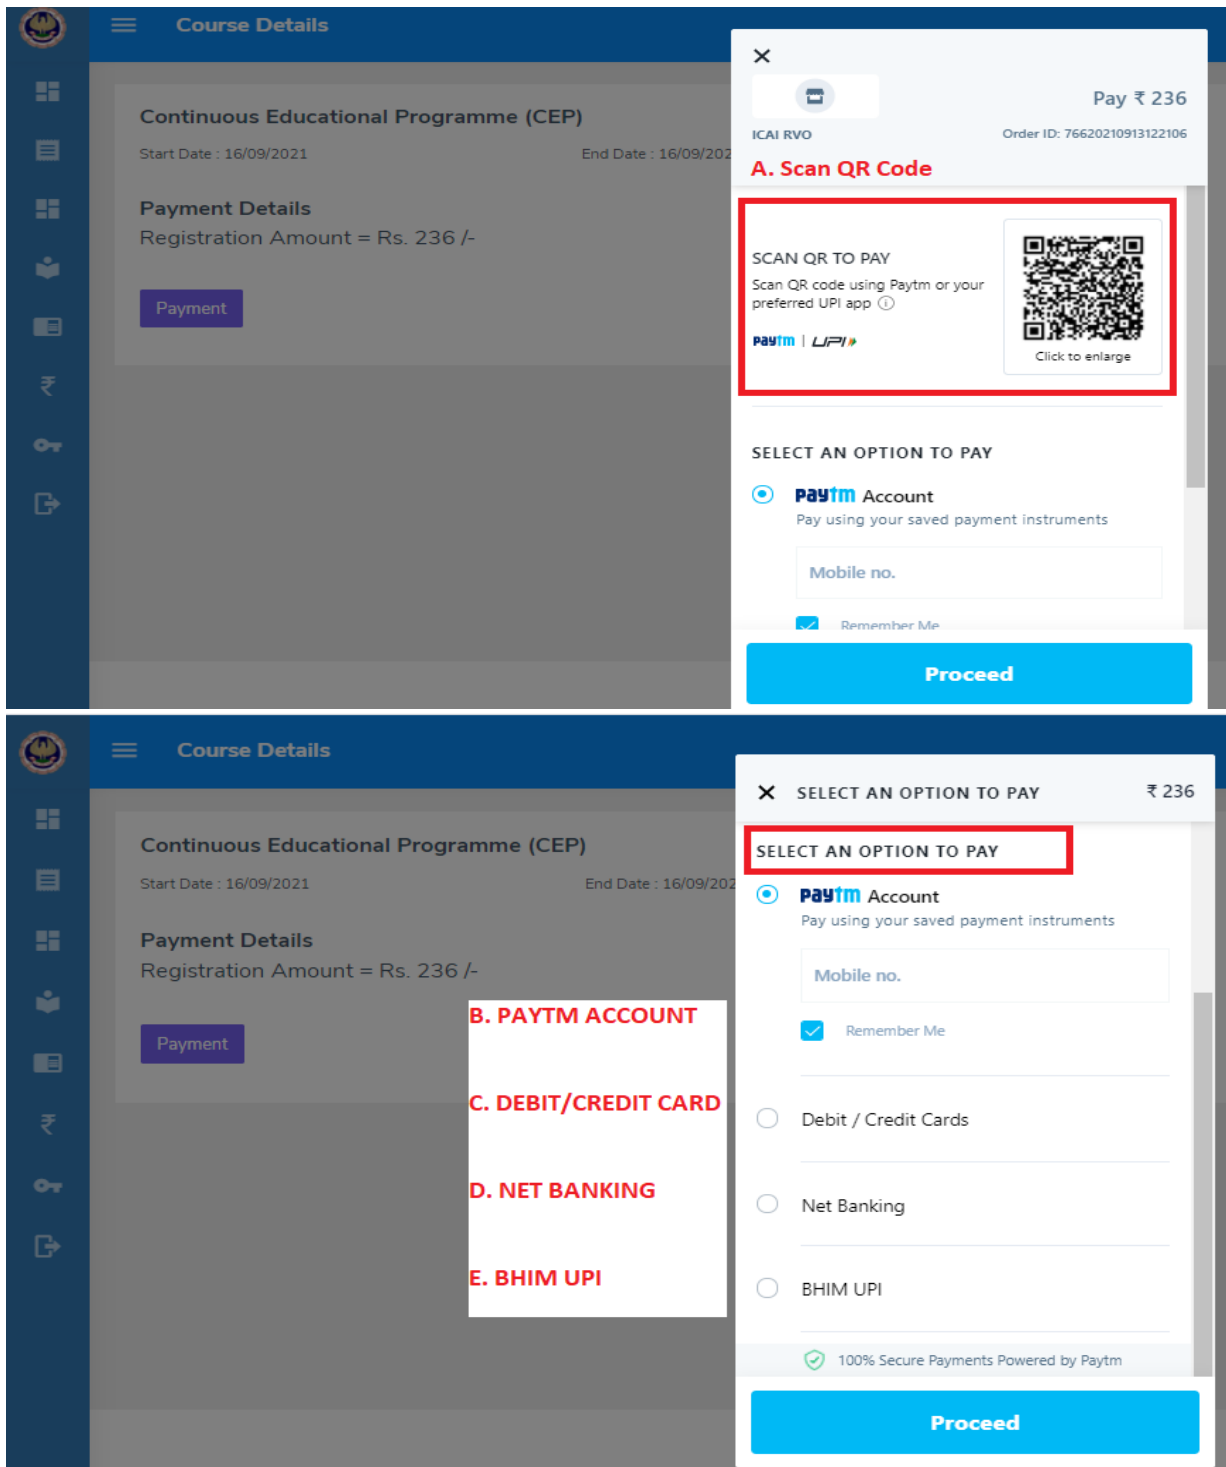 Course Details
Continuous Educational Programme (CEP)
Start Date : 16/09/2021
End Date : 16/09/202
Payment Details
Registration Amount = Rs. 236 /-
Payment
Pay ₹ 236
ICAI RVO
Order ID: 76620210913122106
A. Scan QR Code
SCAN QR TO PAY
Scan QR code using Paytm or your
preferred UPI app
paytm | UPI
Click to enlarge
SELECT AN OPTION TO PAY
paytm Account
Pay using your saved payment instruments
Mobile no.
Remember Me
Proceed
Course Details
Continuous Educational Programme (CEP)
Start Date : 16/09/2021
End Date : 16/09/202
Payment Details
Registration Amount = Rs. 236 /-
Payment
B. PAYTM ACCOUNT
C. DEBIT/CREDIT CARD
D. NET BANKING
E. BHIM UPI
SELECT AN OPTION TO PAY
₹ 236
SELECT AN OPTION TO PAY
paytm Account
Pay using your saved payment instruments
Mobile no.
Remember Me
Debit / Credit Cards
Net Banking
BHIM UPI
100% Secure Payments Powered by Paytm
Proceed